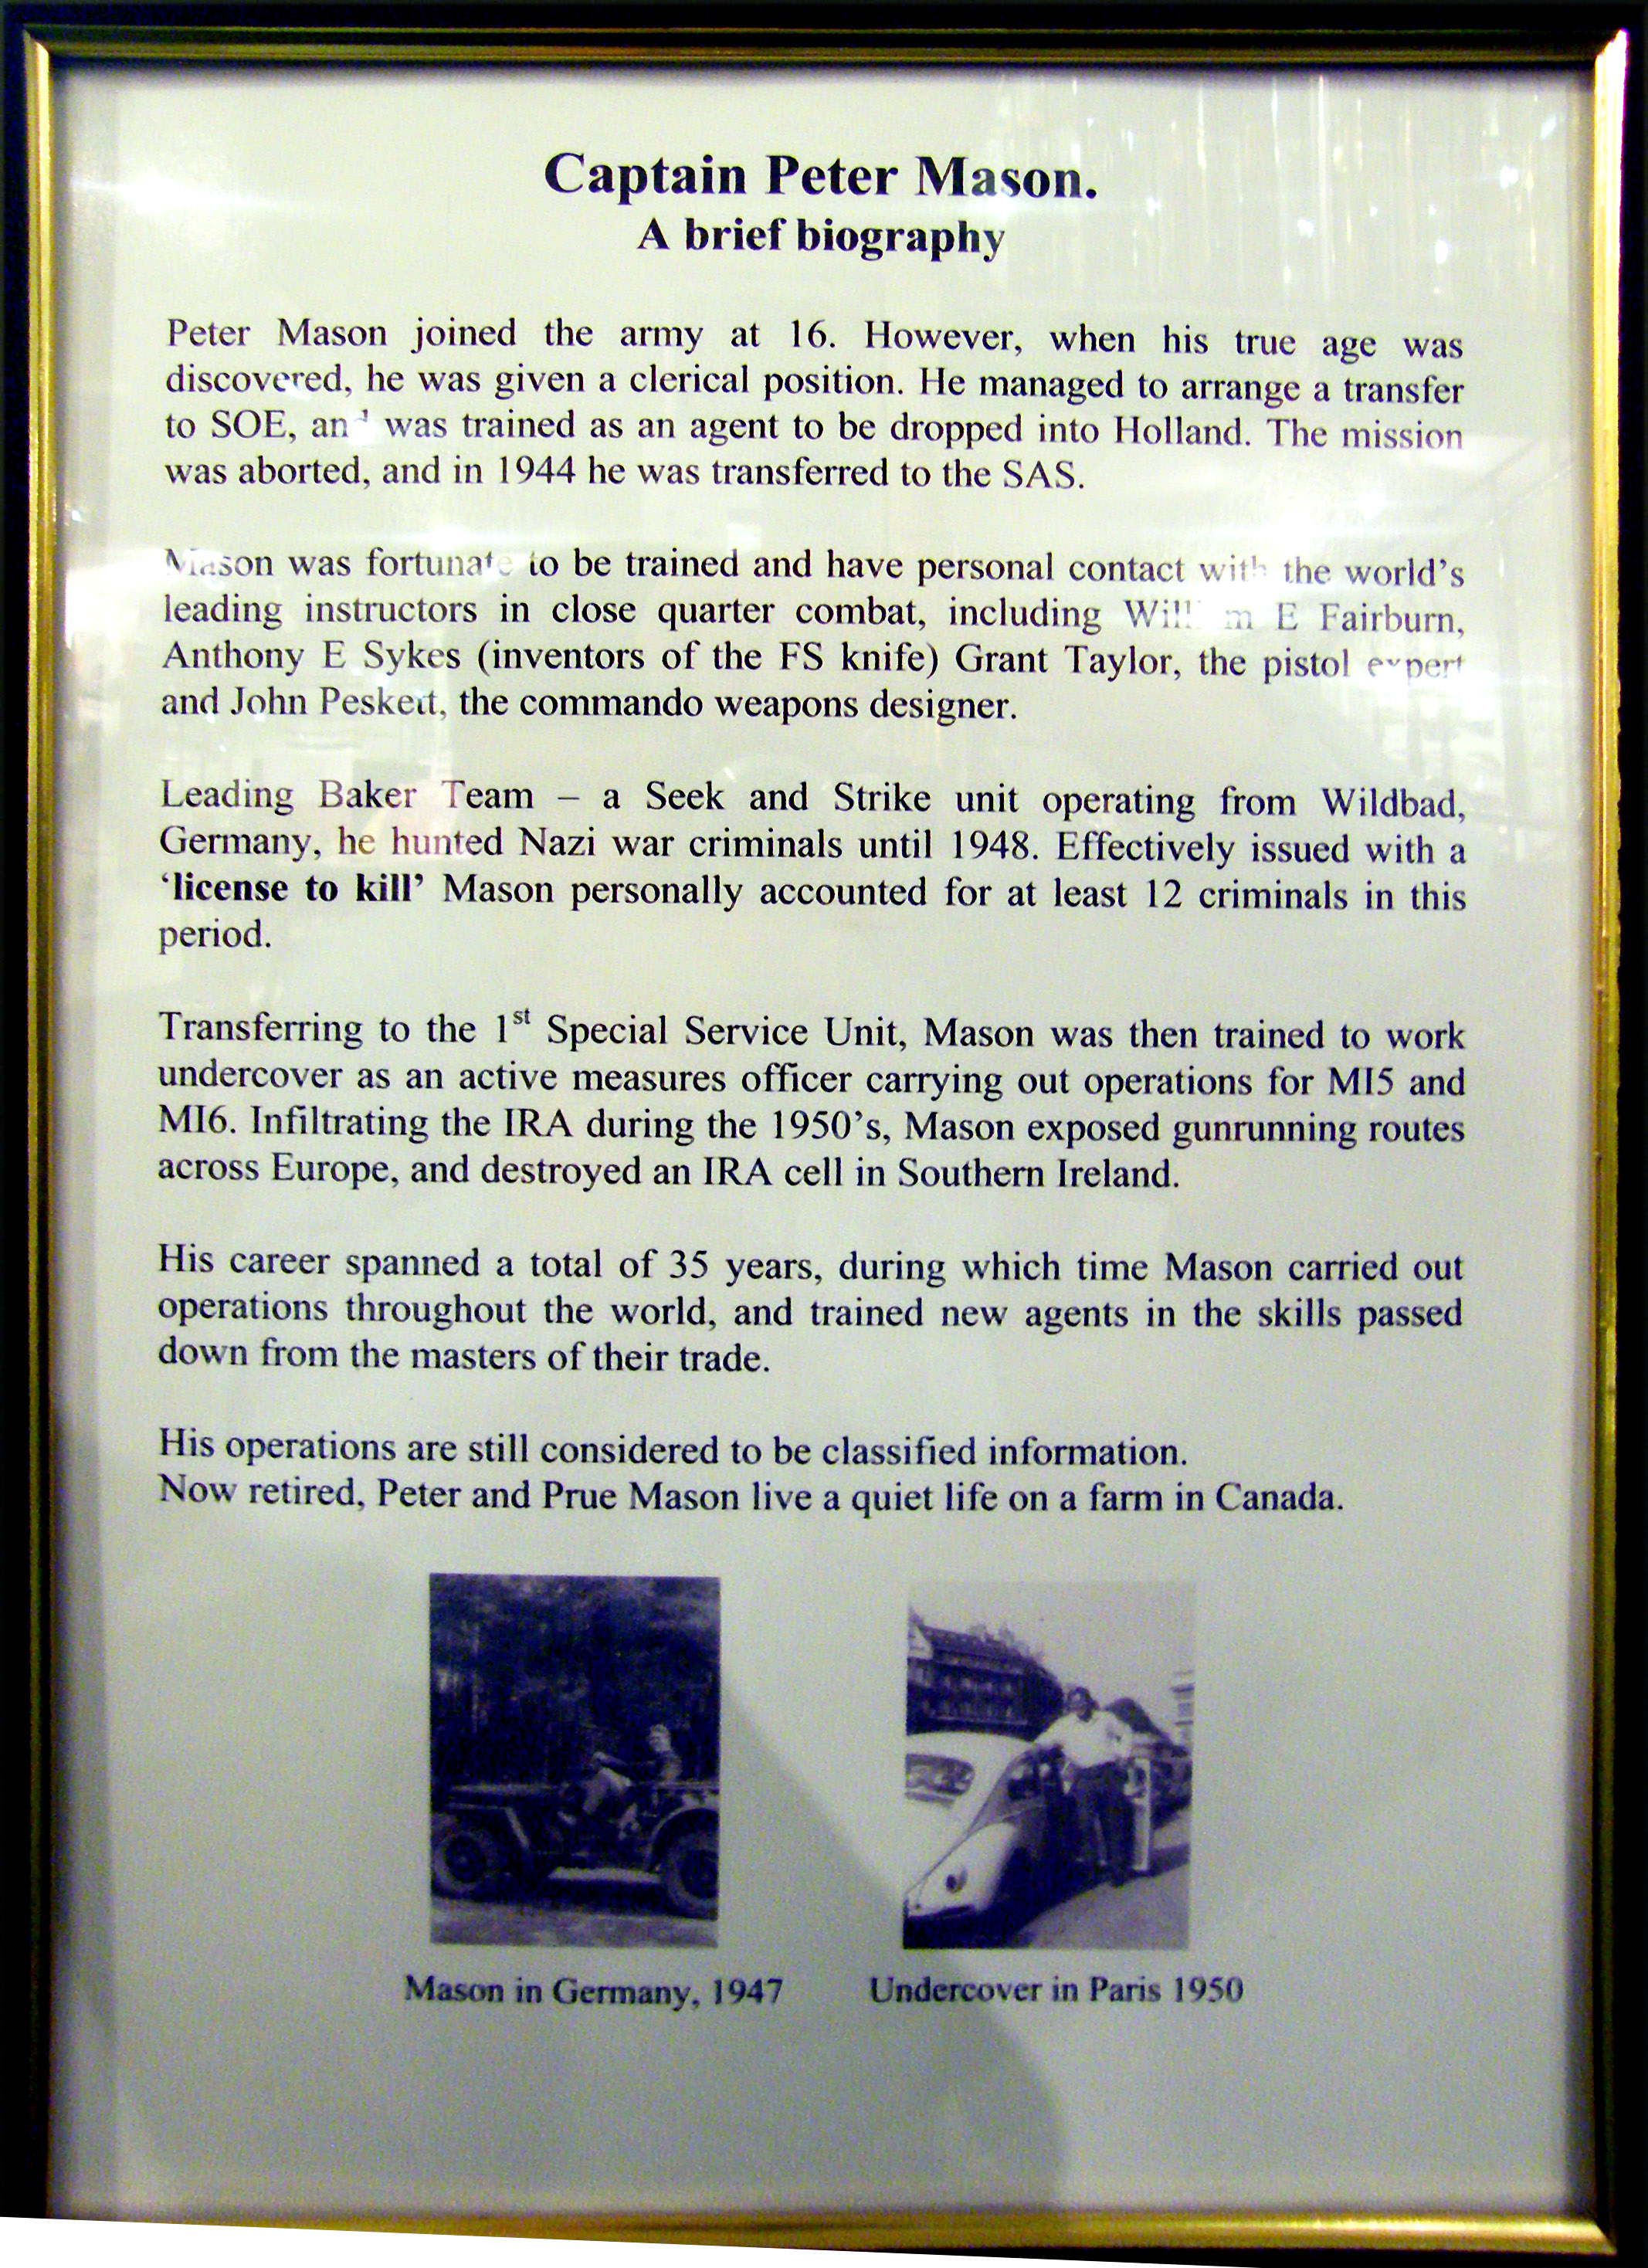 Captain Peter Mason.
A brief biography
Peter Mason joined the army at 16. However, when his true age was
discovered, he was given a clerical position. He managed to arrange a transfer
to SOE, and was trained as an agent to be dropped into Holland. The mission
was aborted, and in 1944 he was transferred to the SAS.
Mason was fortunate to be trained and have personal contact with the world's
leading instructors in close quarter combat, including William E Fairburn,
Anthony E Sykes (inventors of the FS knife) Grant Taylor, the pistol expert
and John Peskett, the commando weapons designer.
Leading Baker Team – a Seek and Strike unit operating from Wildbad,
Germany, he hunted Nazi war criminals until 1948. Effectively issued with a
‘license to kill’ Mason personally accounted for at least 12 criminals in this
period.
Transferring to the 1st Special Service Unit, Mason was then trained to work
undercover as an active measures officer carrying out operations for MI5 and
MI6. Infiltrating the IRA during the 1950’s, Mason exposed gunrunning routes
across Europe, and destroyed an IRA cell in Southern Ireland.
His career spanned a total of 35 years, during which time Mason carried out
operations throughout the world, and trained new agents in the skills passed
down from the masters of their trade.
His operations are still considered to be classified information.
Now retired, Peter and Prue Mason live a quiet life on a farm in Canada.
Mason in Germany, 1947
Undercover in Paris 1950